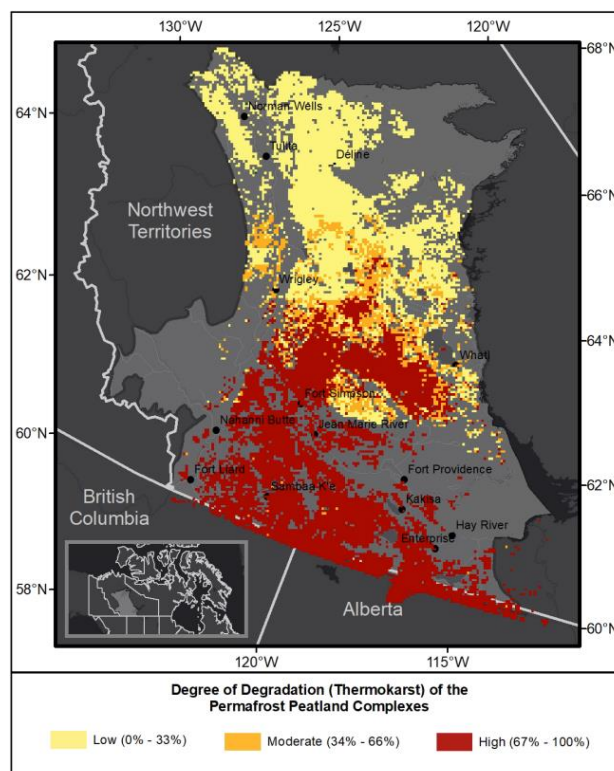 130°W 125°W 120°W
68°N
64°N
Norman Wells
Tulita
Déline
66°N
Northwest
Territories
62°N
Wrigley
64°N
Whatì
Fort Simpson
60°N
Nahanni Butte
Jean Marie River
Fort Liard
Fort Providence
62°N
Sambaa K'e
Kakisa
British
Columbia
Hay River
Enterprise
58°N
Alberta
60°N
120°W 115°W
Degree of Degradation (Thermokarst) of the
Permafrost Peatland Complexes
Low (0% - 33%) Moderate (34% - 66%) High (67% - 100%)